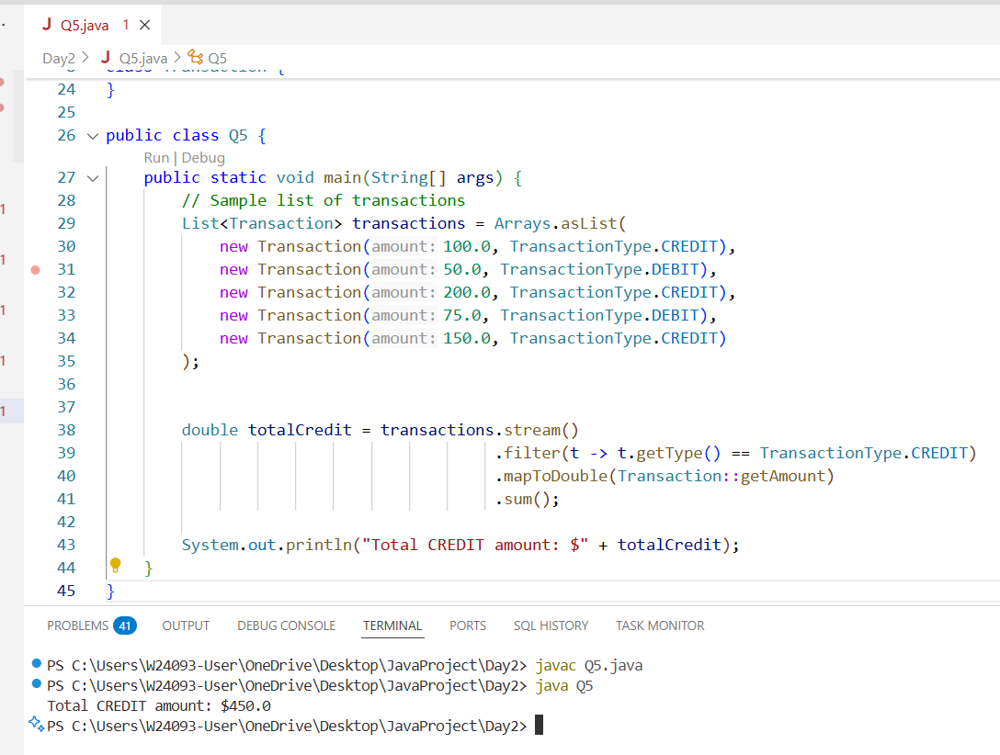 J Q5.java 1 ×
Day2 > J Q5.java > Q5
24 }
25
26 public class Q5 {
Run | Debug
27 public static void main(String[] args) {
28 // Sample list of transactions
29 List<Transaction> transactions = Arrays.asList(
30 new Transaction(amount: 100.0, TransactionType.CREDIT),
31 new Transaction(amount: 50.0, TransactionType.DEBIT),
32 new Transaction(amount: 200.0, TransactionType.CREDIT),
33 new Transaction(amount: 75.0, TransactionType.DEBIT),
34 new Transaction(amount: 150.0, TransactionType.CREDIT)
35 );
36
37
38 double totalCredit = transactions.stream()
39 .filter(t -> t.getType() == TransactionType.CREDIT)
40 .mapToDouble(Transaction::getAmount)
41 .sum();
42
43 System.out.println("Total CREDIT amount: $" + totalCredit);
44 }
45 }
1
1
1
1
1
PROBLEMS 41 OUTPUT DEBUG CONSOLE TERMINAL PORTS SQL HISTORY TASK MONITOR
PS C:\Users\W24093-User\OneDrive\Desktop\JavaProject\Day2> javac Q5.java
PS C:\Users\W24093-User\OneDrive\Desktop\JavaProject\Day2> java Q5
Total CREDIT amount: $450.0
PS C:\Users\W24093-User\OneDrive\Desktop\JavaProject\Day2>